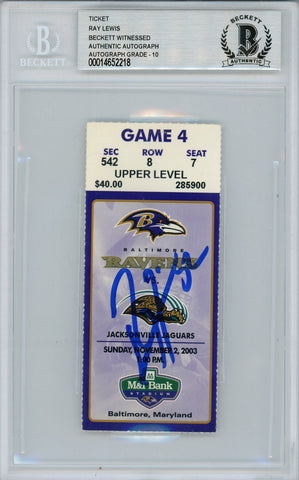 BECKETT
TICKET
RAY LEWIS
BECKETT WITNESSED
AUTHENTIC AUTOGRAPH
AUTOGRAPH GRADE - 10
00014652218
BECKETT
AUTHENTIC
GAME 4
SEC ROW SEAT
542 8 7
UPPER LEVEL
$40.00 285900
BALTIMORE
RAVENS
JACKSONVILLE JAGUARS
SUNDAY, NOVEMBER 2, 2003
1:00 P.M.
M&T Bank
STADIUM
Baltimore, Maryland